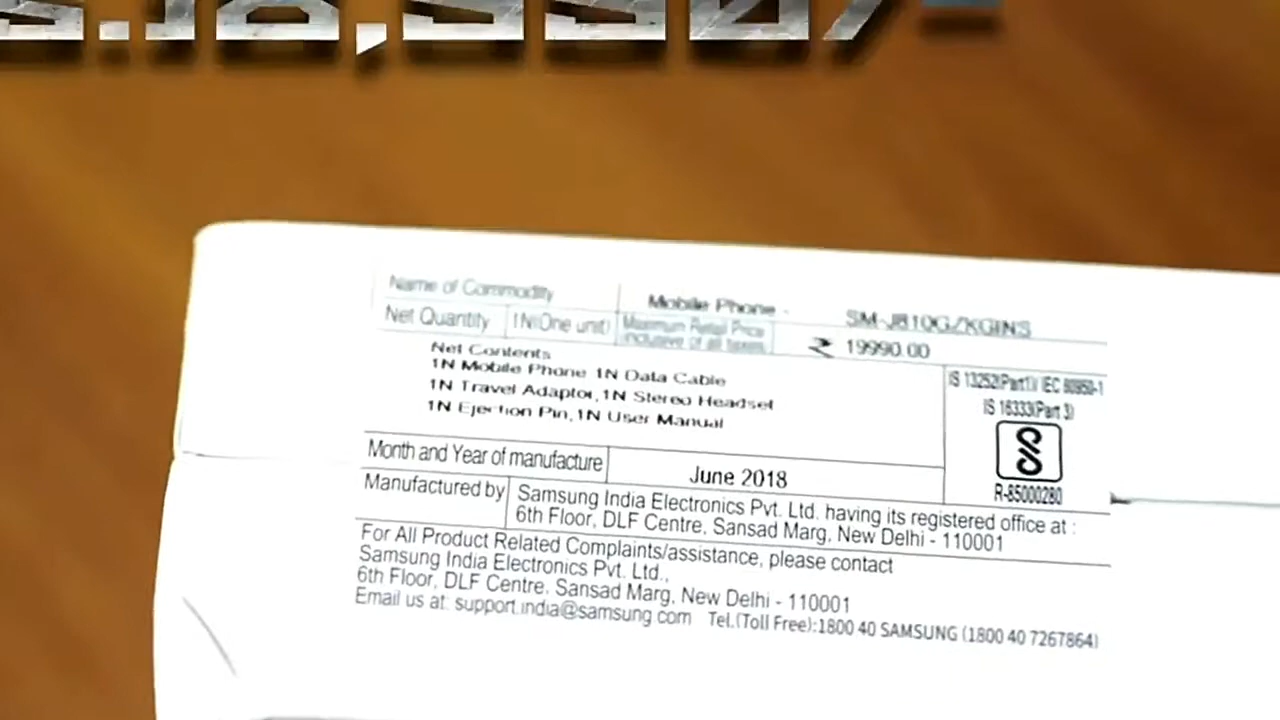 Name of Commodity Mobile Phone - SM-J810GZKGINS
Net Quantity 1N(One unit) Maximum Retail Price inclusive of all taxes ₹ 19990.00
Net Contents
1N Mobile Phone 1N Data Cable
1N Travel Adaptor,1N Stereo Headset
1N Ejection Pin,1N User Manual
IS 13252(Part1)/ IEC 60950-1
IS 16333(Part 3)
R-85000280
Month and Year of manufacture June 2018
Manufactured by Samsung India Electronics Pvt. Ltd. having its registered office at :
6th Floor, DLF Centre, Sansad Marg, New Delhi - 110001
For All Product Related Complaints/assistance, please contact
Samsung India Electronics Pvt. Ltd.,
6th Floor, DLF Centre, Sansad Marg, New Delhi - 110001
Email us at: support.india@samsung.com Tel.(Toll Free):1800 40 SAMSUNG (1800 40 7267864)